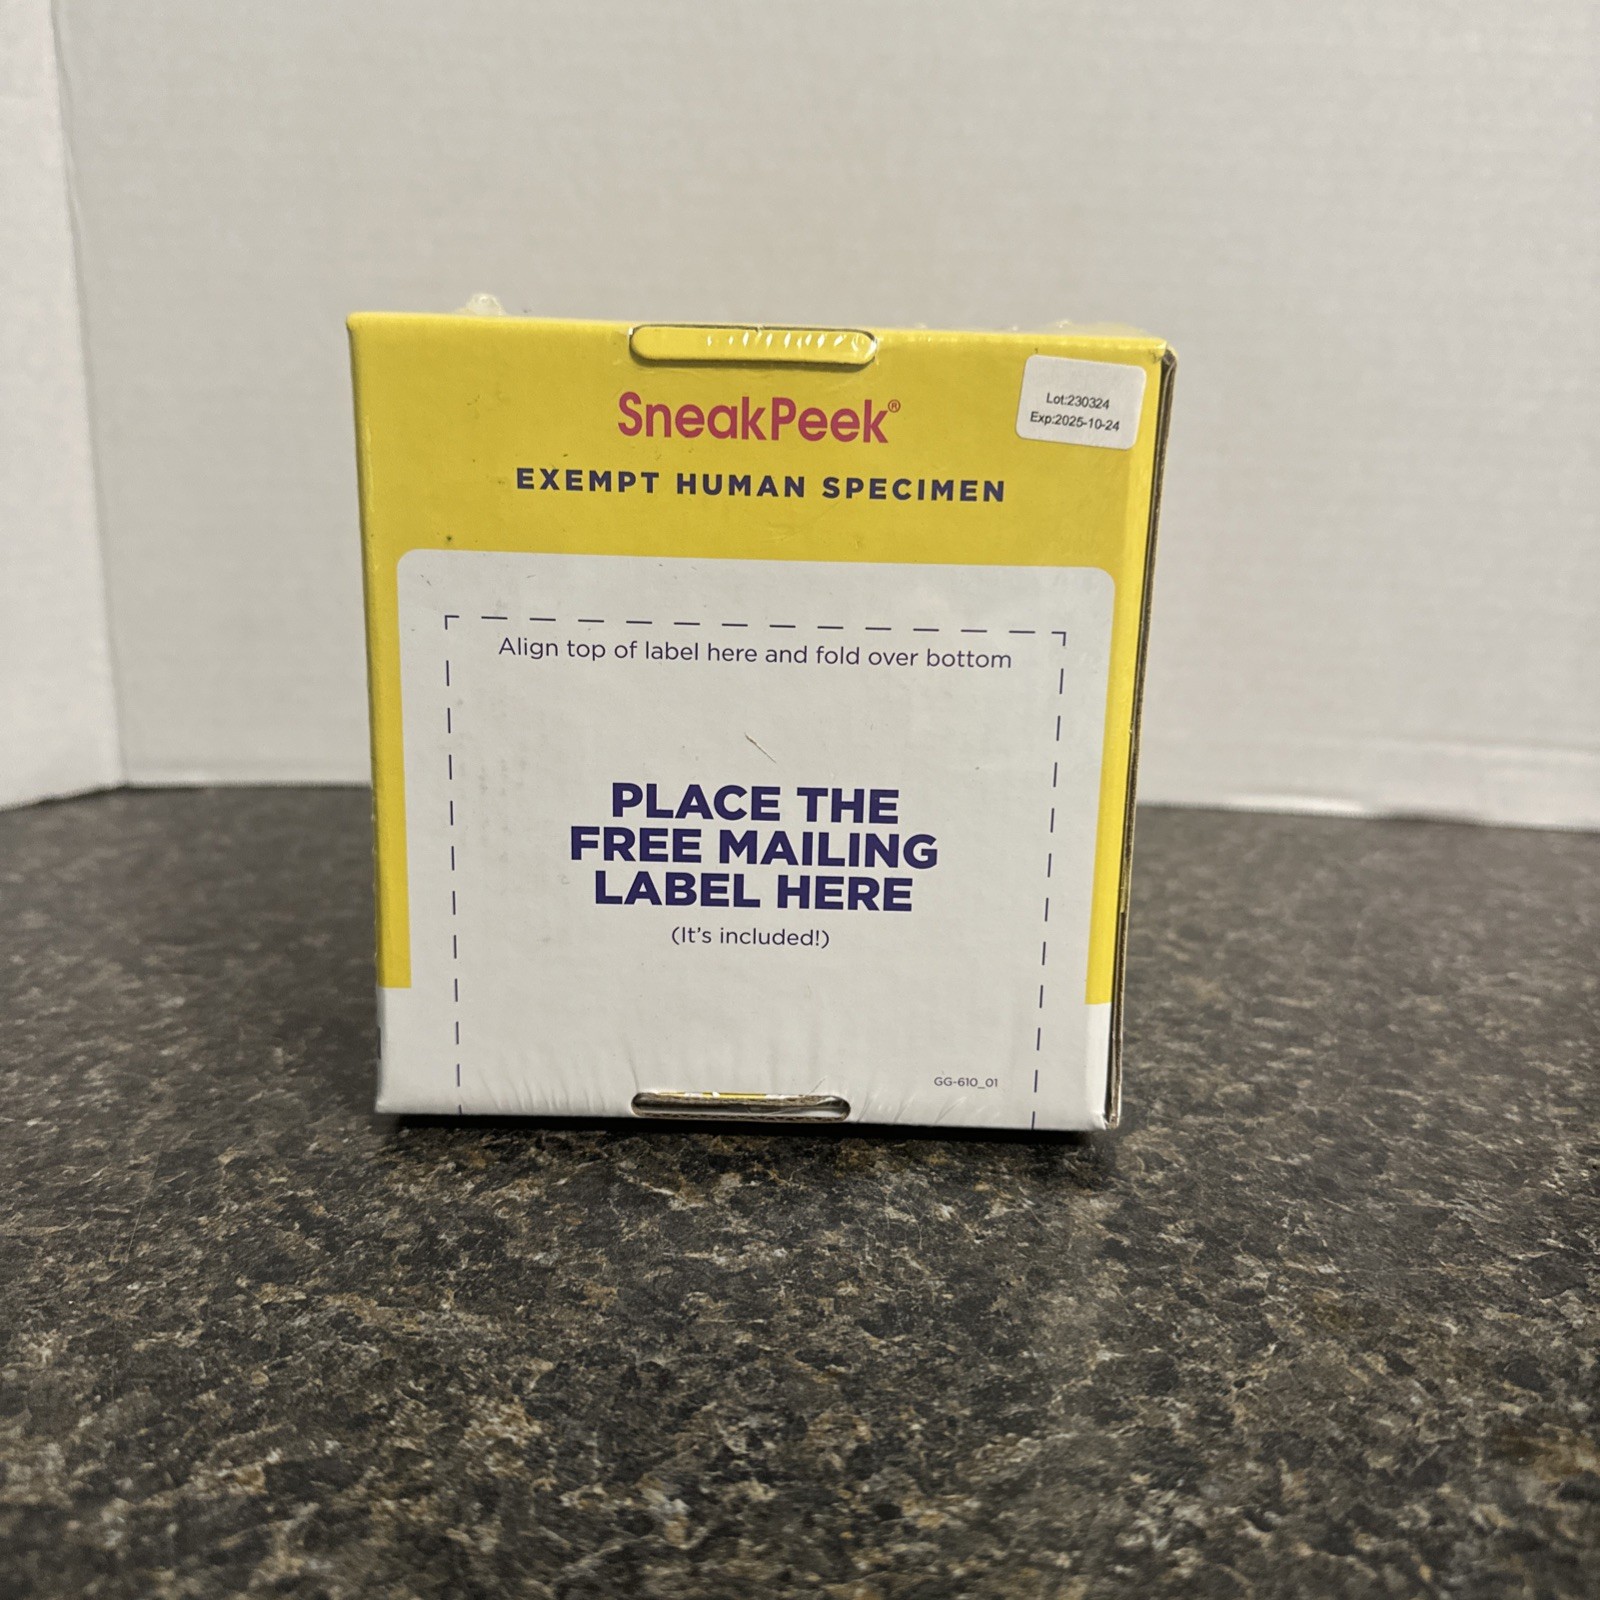 SneakPeek®
Lot:230324
Exp:2025-10-24
EXEMPT HUMAN SPECIMEN
Align top of label here and fold over bottom
PLACE THE
FREE MAILING
LABEL HERE
(It's included!)
GG-610_01